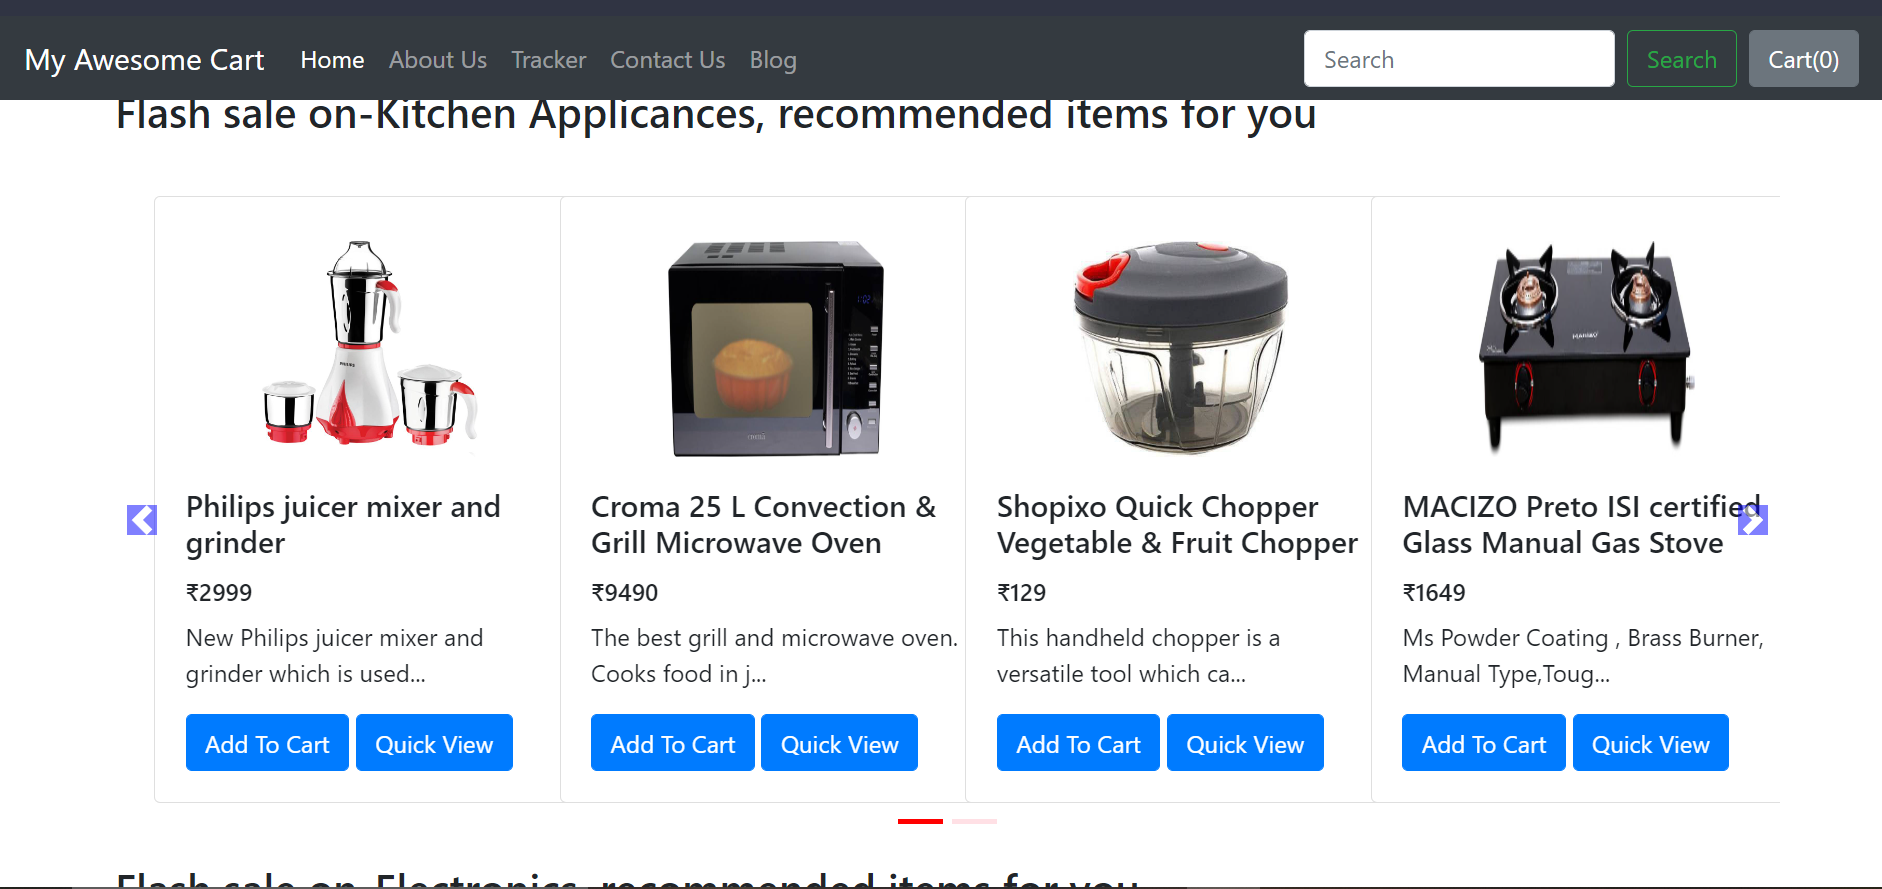 My Awesome Cart Home About Us Tracker Contact Us Blog Search Search Cart(0)
Flash sale on-Kitchen Applicances, recommended items for you
PHILIPS
1:02
croma
MACIZO
Philips juicer mixer and
grinder
₹2999
New Philips juicer mixer and
grinder which is used...
Add To Cart Quick View
Croma 25 L Convection &
Grill Microwave Oven
₹9490
The best grill and microwave oven.
Cooks food in j...
Add To Cart Quick View
Shopixo Quick Chopper
Vegetable & Fruit Chopper
₹129
This handheld chopper is a
versatile tool which ca...
Add To Cart Quick View
MACIZO Preto ISI certified
Glass Manual Gas Stove
₹1649
Ms Powder Coating , Brass Burner,
Manual Type,Toug...
Add To Cart Quick View
Flash sale on-Electronics, recommended items for you